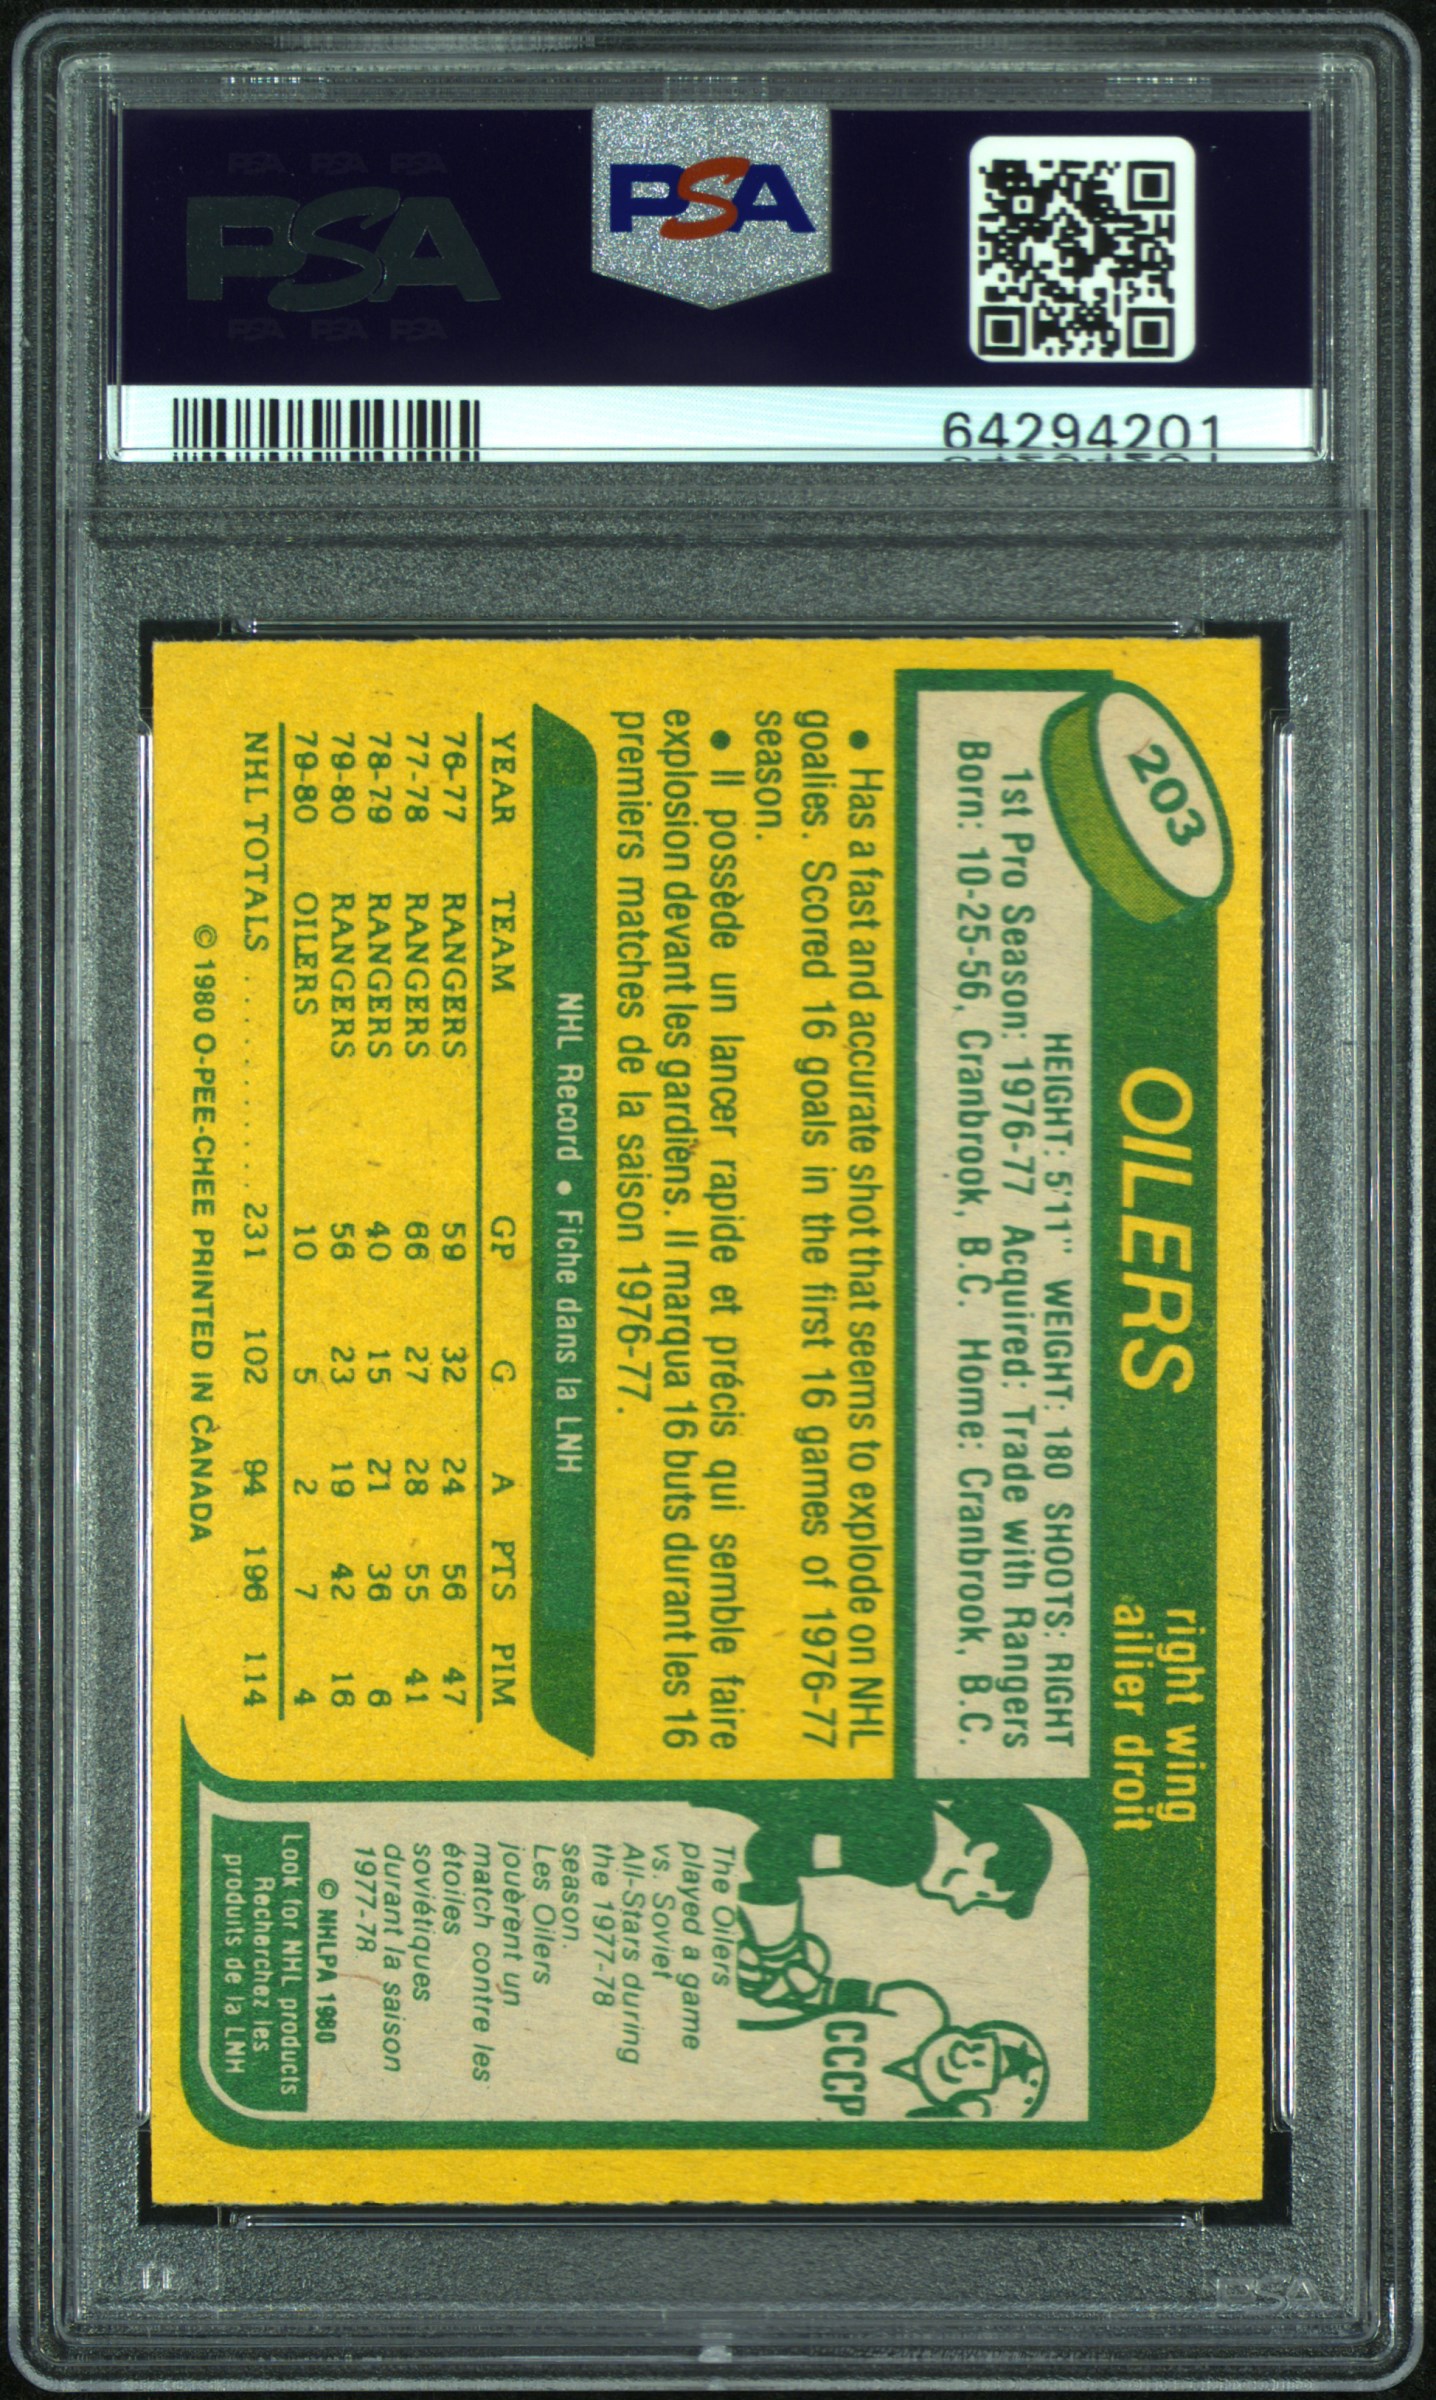 PSA PSA PSA
PSA
PSA PSA PSA
PSA
64294201
203
OILERS
right wing
ailier droit
HEIGHT: 5'11" WEIGHT: 180 SHOOTS: RIGHT
1st Pro Season: 1976-77 Acquired: Trade with Rangers
Born: 10-25-56, Cranbrook, B.C. Home: Cranbrook, B.C.
• Has a fast and accurate shot that seems to explode on NHL
goalies. Scored 16 goals in the first 16 games of 1976-77
season.
• Il possède un lancer rapide et précis qui semble faire
explosion devant les gardiens. Il marqua 16 buts durant les 16
premiers matches de la saison 1976-77.
NHL Record • Fiche dans la LNH
YEAR TEAM GP G A PTS PIM
76-77 RANGERS 59 32 24 56 47
77-78 RANGERS 66 27 28 55 41
78-79 RANGERS 40 15 21 36 6
79-80 RANGERS 56 23 19 42 16
79-80 OILERS 10 5 2 7 4
NHL TOTALS .......... 231 102 94 196 114
© 1980 O-PEE-CHEE PRINTED IN CANADA
CCCP
The Oilers
played a game
vs. Soviet
All-Stars during
the 1977-78
season.
Les Oilers
jouèrent un
match contre les
étoiles
soviétiques
durant la saison
1977-78
© NHLPA 1980
Look for NHL products
Recherchez les
produits de la LNH
PSA